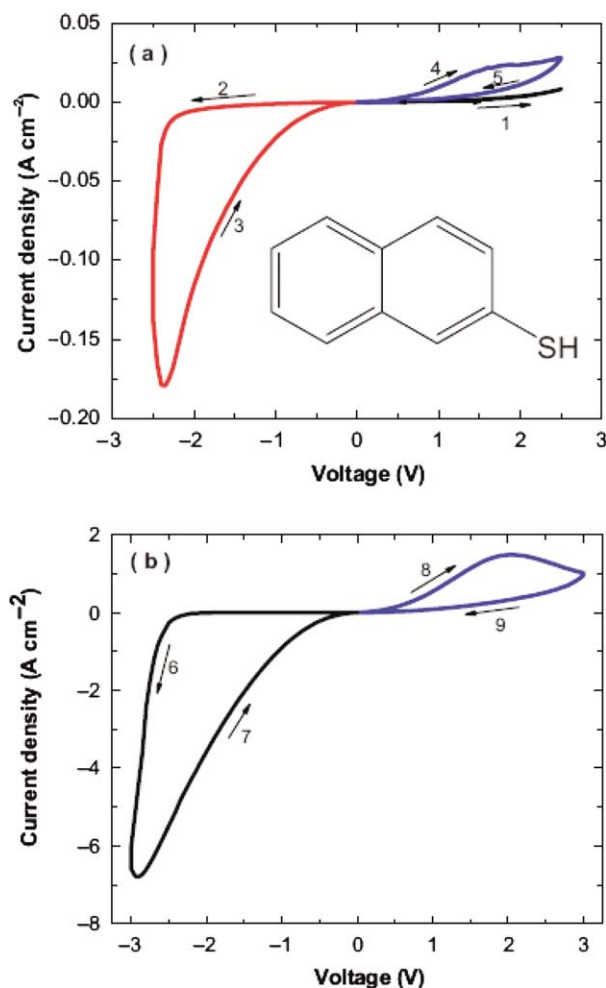 ( a )
0.05
0.00
−0.05
−0.10
−0.15
−0.20
Current density (A cm−2)
2
4
5
1
3
SH
−3 −2 −1 0 1 2 3
Voltage (V)
( b )
2
0
−2
−4
−6
−8
Current density (A cm−2)
8
9
6
7
−3 −2 −1 0 1 2 3
Voltage (V)